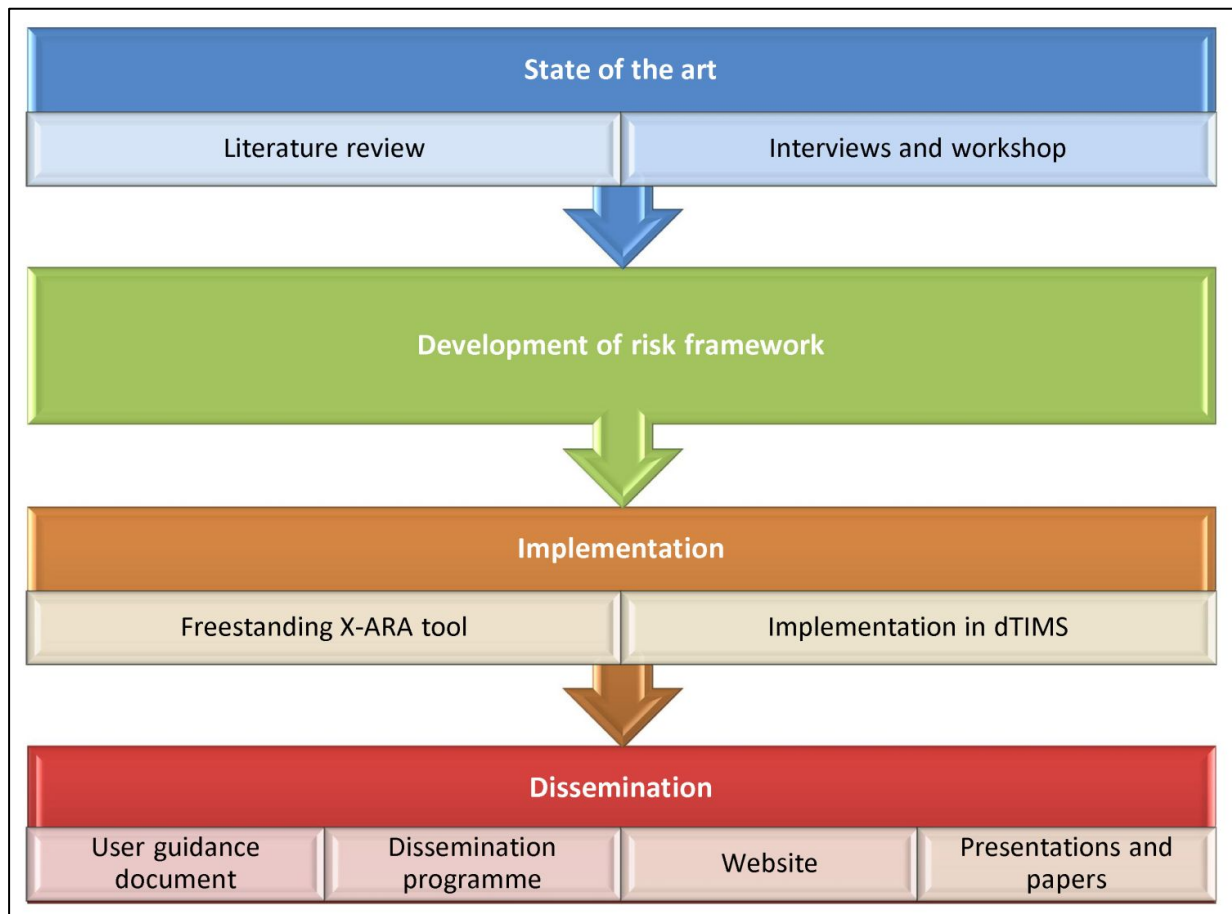 State of the art
Literature review
Interviews and workshop
Development of risk framework
Implementation
Freestanding X-ARA tool
Implementation in dTIMS
Dissemination
User guidance
document
Dissemination
programme
Website
Presentations and
papers